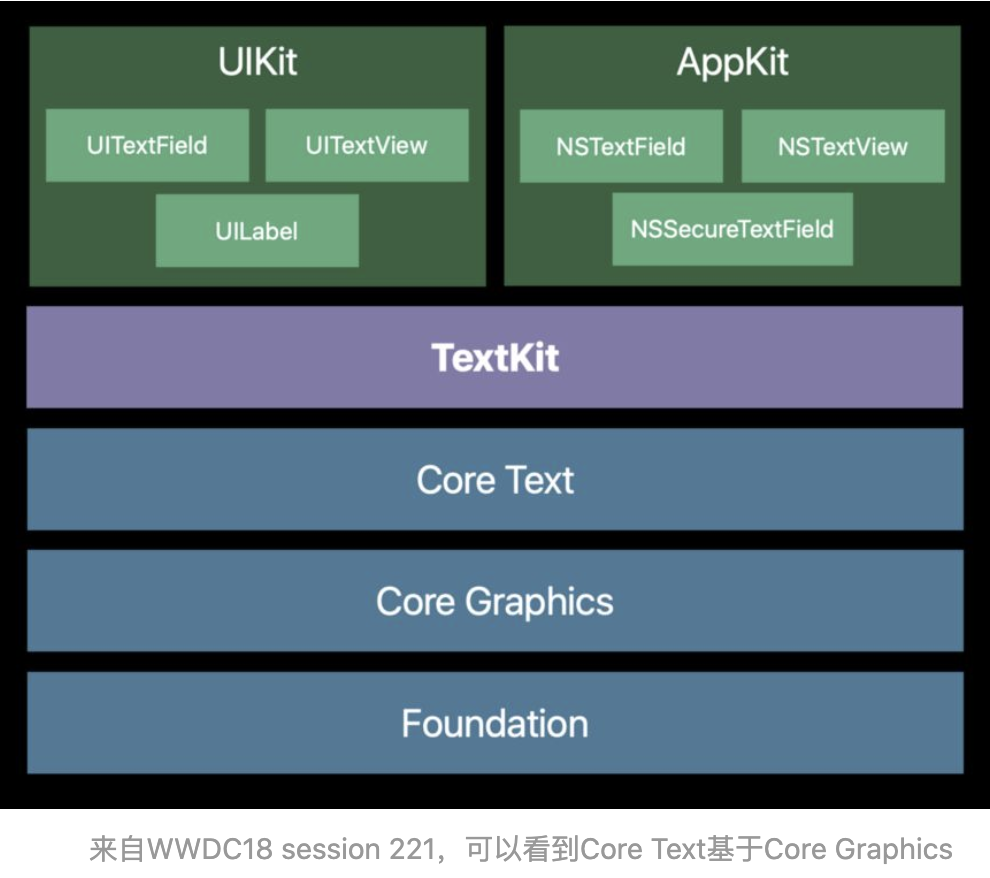 UIKit
UITextField
UITextView
UILabel
AppKit
NSTextField
NSTextView
NSSecureTextField
TextKit
Core Text
Core Graphics
Foundation
来自WWDC18 session 221，可以看到Core Text基于Core Graphics